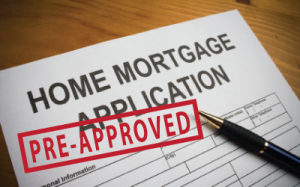 HOME MORTGAGE
APPLICATION
PRE-APPROVED
Personal Information